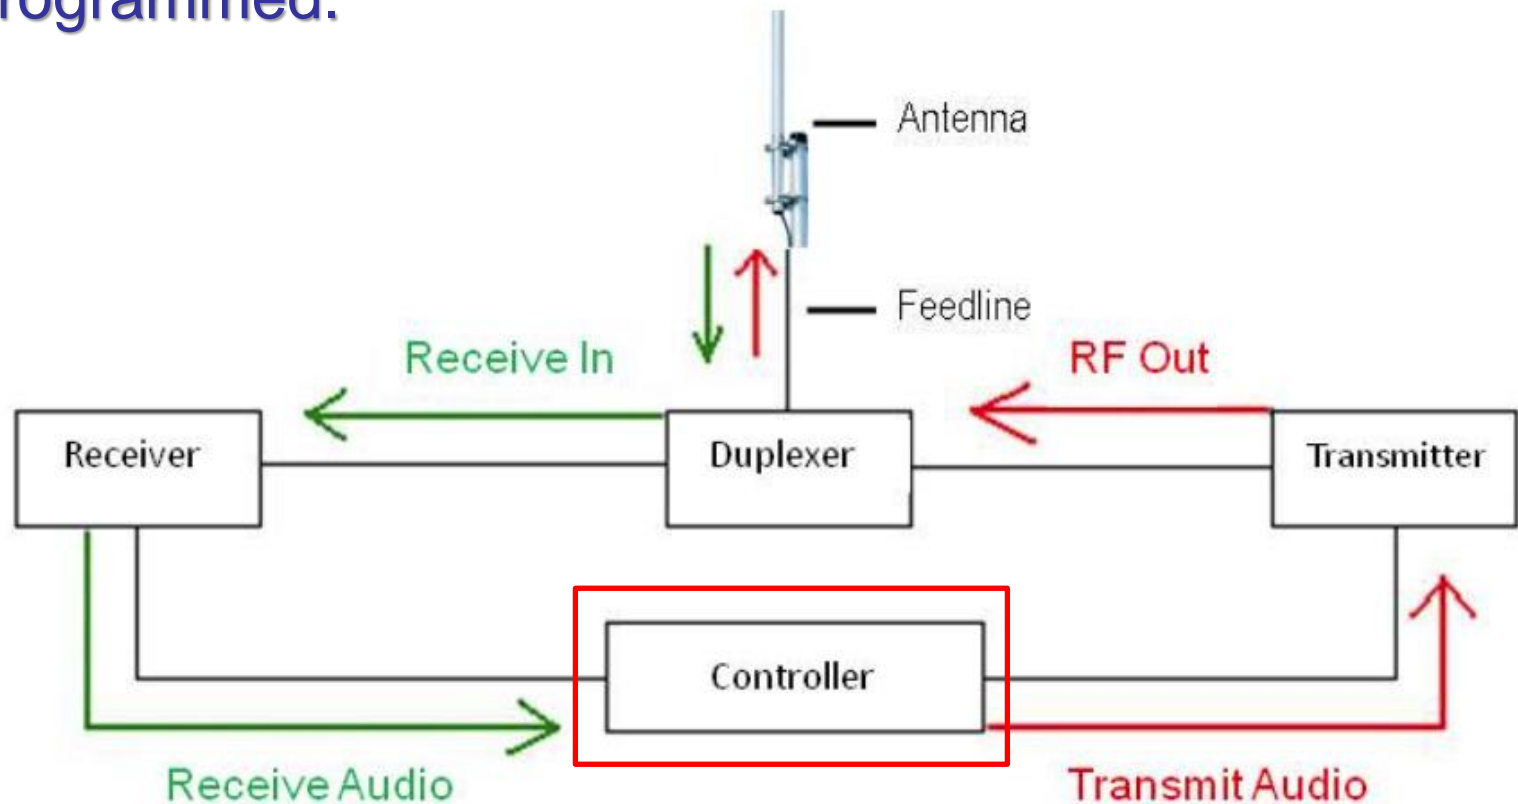 rogrammed.
Antenna
Feedline
Receive In
RF Out
Receiver
Duplexer
Transmitter
Controller
Receive Audio
Transmit Audio